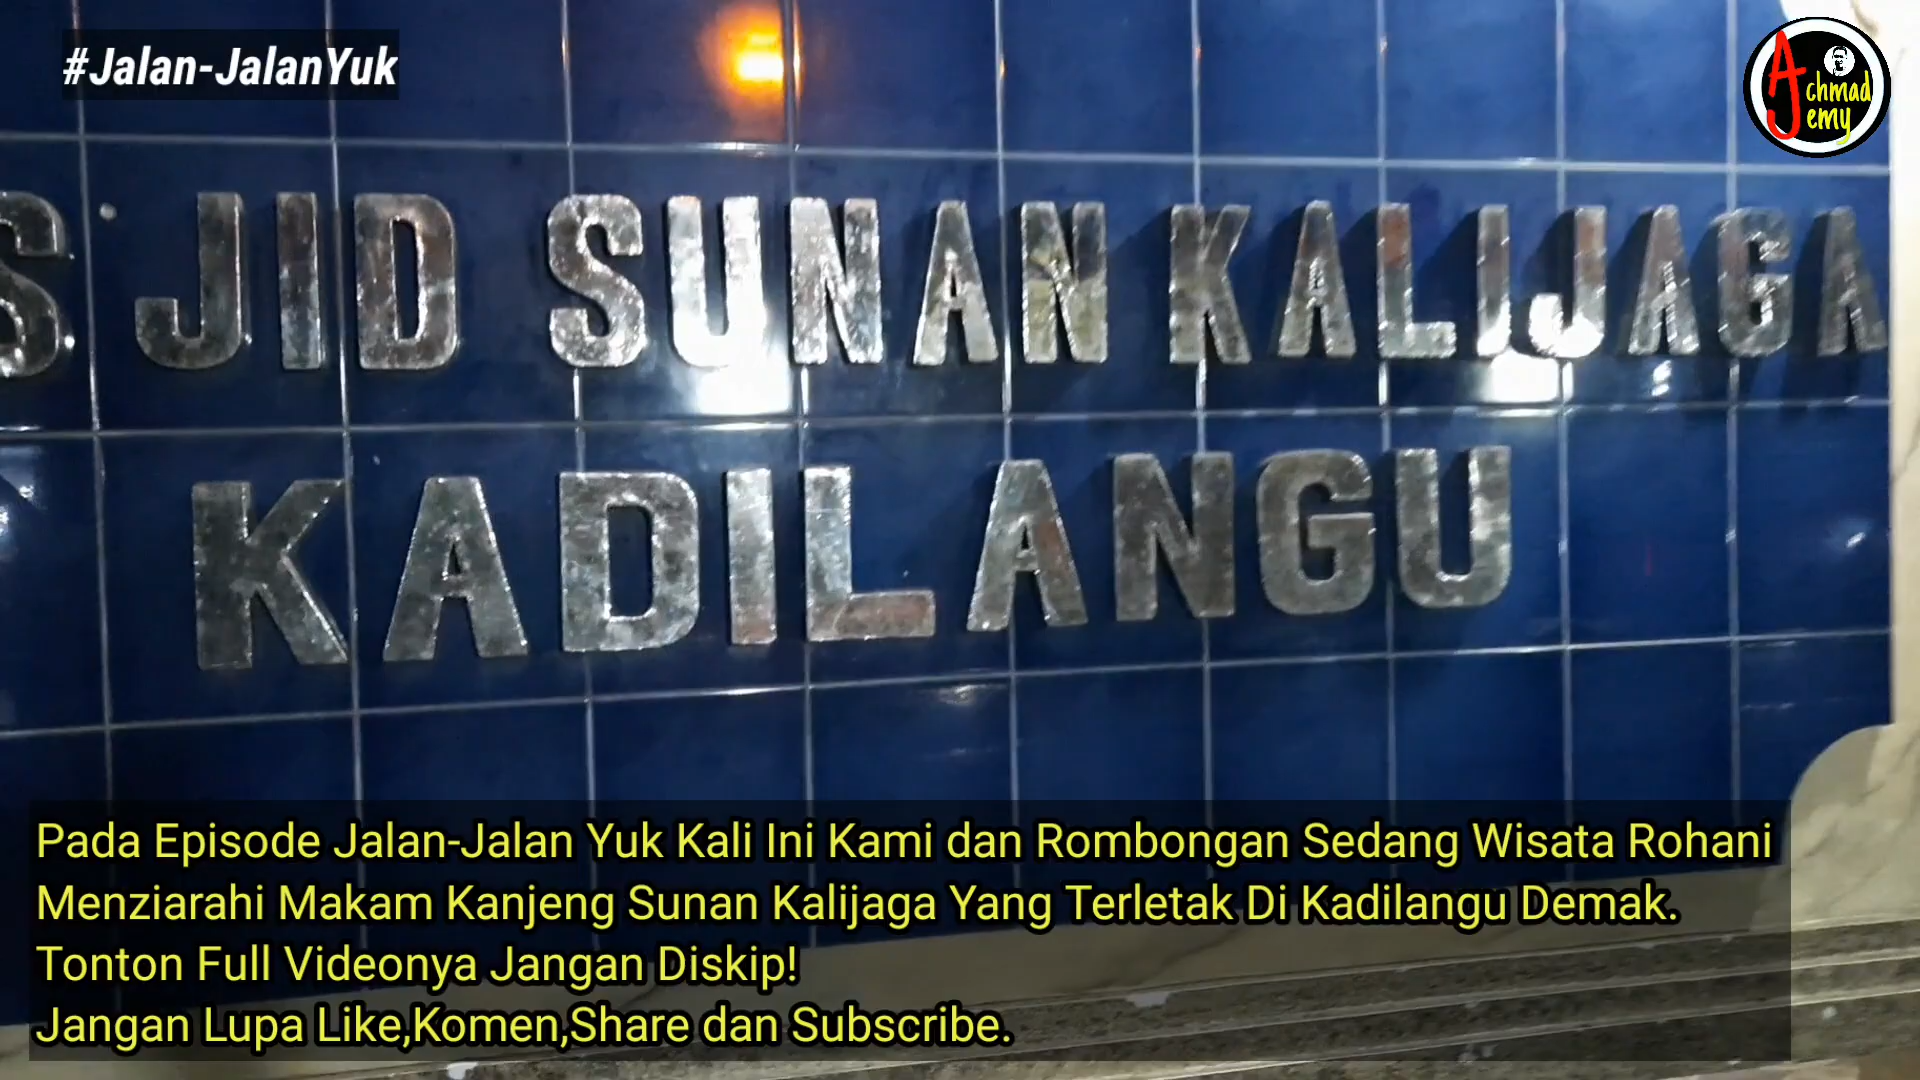 #Jalan-JalanYuk
Achmad
Jemy
SJID SUNAN KALIJAGA
KADILANGU
Pada Episode Jalan-Jalan Yuk Kali Ini Kami dan Rombongan Sedang Wisata Rohani
Menziarahi Makam Kanjeng Sunan Kalijaga Yang Terletak Di Kadilangu Demak.
Tonton Full Videonya Jangan Diskip!
Jangan Lupa Like,Komen,Share dan Subscribe.